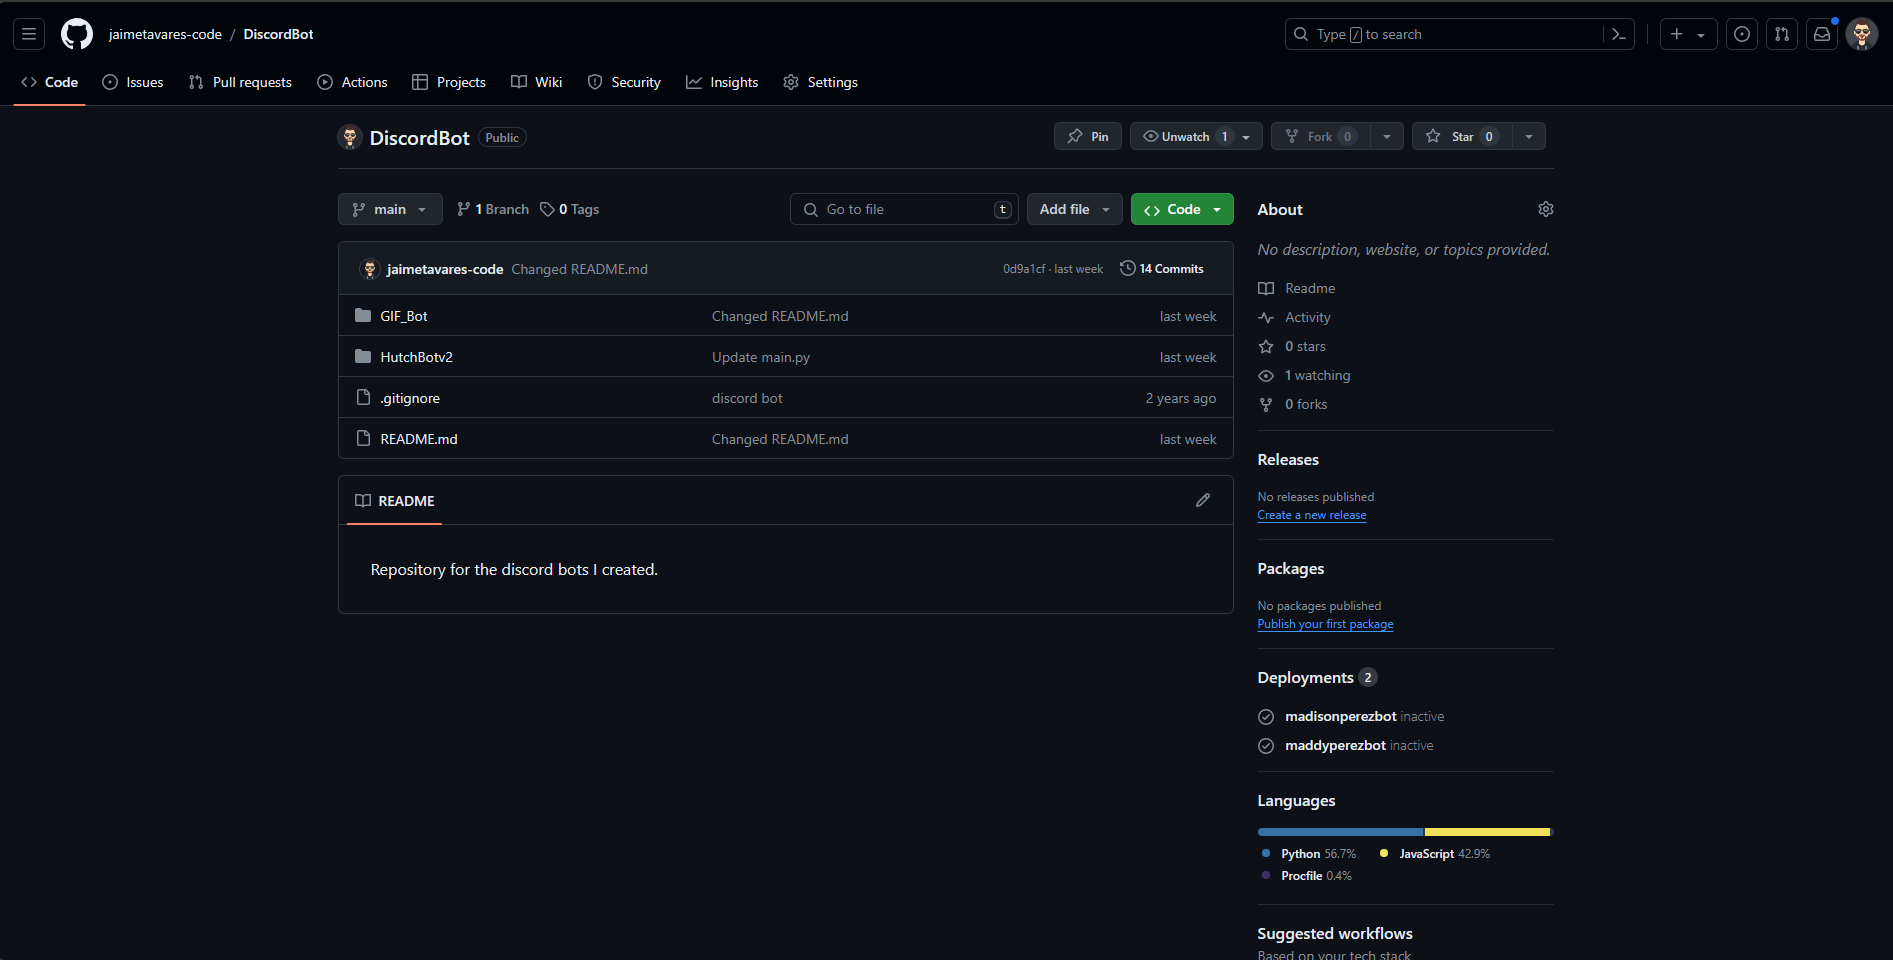 jaimetavares-code / DiscordBot
Type / to search
Code Issues Pull requests Actions Projects Wiki Security Insights Settings
DiscordBot Public
Pin Unwatch 1 Fork 0 Star 0
main 1 Branch 0 Tags Go to file t Add file Code
jaimetavares-code Changed README.md 0d9a1cf · last week 14 Commits
GIF_Bot Changed README.md last week
HutchBotv2 Update main.py last week
.gitignore discord bot 2 years ago
README.md Changed README.md last week
README
Repository for the discord bots I created.
About
No description, website, or topics provided.
Readme
Activity
0 stars
1 watching
0 forks
Releases
No releases published
Create a new release
Packages
No packages published
Publish your first package
Deployments 2
madisonperezbot inactive
maddyperezbot inactive
Languages
Python 56.7% JavaScript 42.9%
Procfile 0.4%
Suggested workflows
Based on your tech stack